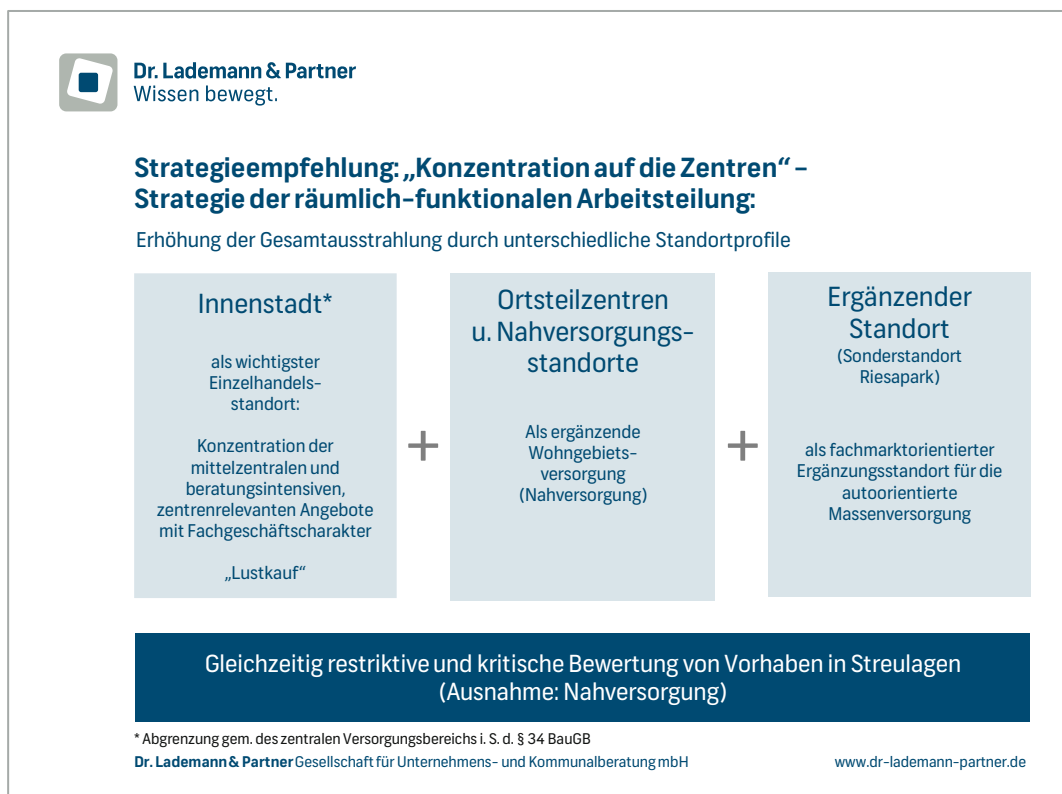 Dr. Lademann & Partner
Wissen bewegt.
Strategieempfehlung: „Konzentration auf die Zentren“ –
Strategie der räumlich-funktionalen Arbeitsteilung:
Erhöhung der Gesamtausstrahlung durch unterschiedliche Standortprofile
Innenstadt*
als wichtigster
Einzelhandels-
standort:
Konzentration der
mittelzentralen und
beratungsintensiven,
zentrenrelevanten Angebote
mit Fachgeschäftscharakter
„Lustkauf“
+
Ortsteilzentren
u. Nahversorgungs-
standorte
Als ergänzende
Wohngebiets-
versorgung
(Nahversorgung)
+
Ergänzender
Standort
(Sonderstandort
Riesapark)
als fachmarktorientierter
Ergänzungsstandort für die
autoorientierte
Massenversorgung
Gleichzeitig restriktive und kritische Bewertung von Vorhaben in Streulagen
(Ausnahme: Nahversorgung)
* Abgrenzung gem. des zentralen Versorgungsbereichs i. S. d. § 34 BauGB
Dr. Lademann & Partner Gesellschaft für Unternehmens- und Kommunalberatung mbH
www.dr-lademann-partner.de